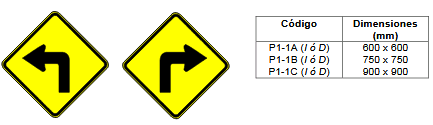 Código Dimensiones
(mm)
P1-1A (I ó D) 600 x 600
P1-1B (I ó D) 750 x 750
P1-1C (I ó D) 900 x 900